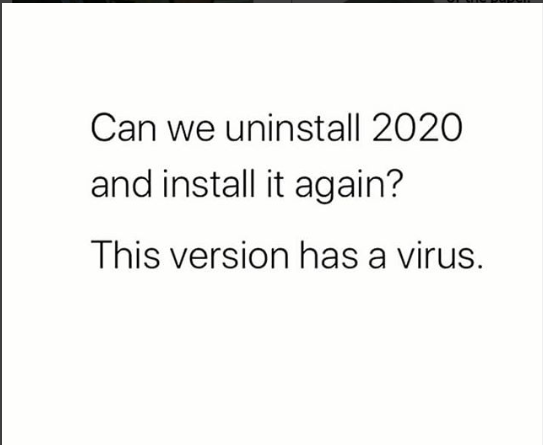 Can we uninstall 2020
and install it again?
This version has a virus.